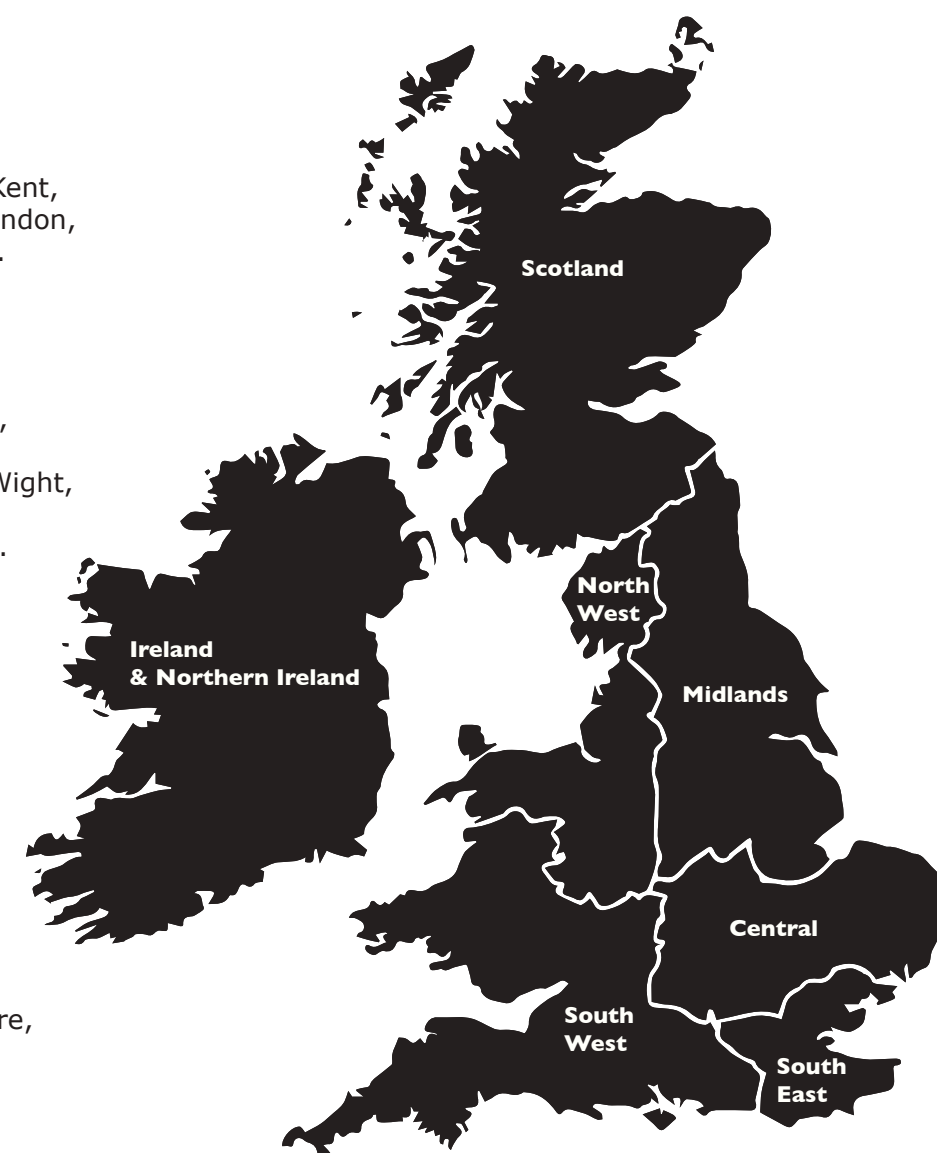 Kent,
ndon,
.
,
Wight,
.
re,
Scotland
North
West
Ireland
& Northern Ireland
Midlands
Central
South
West
South
East